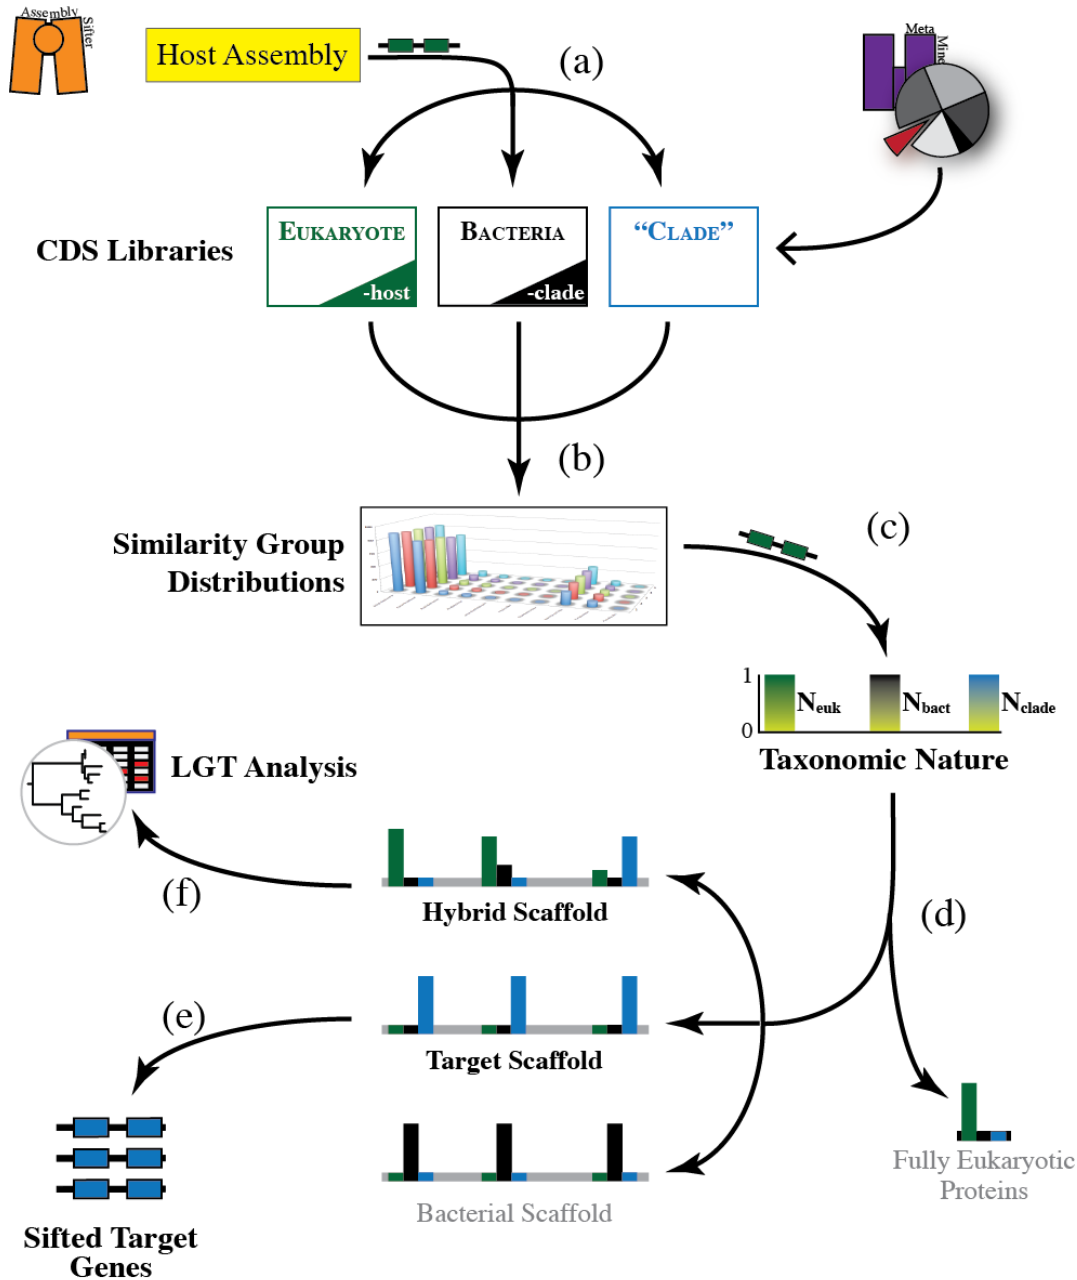 Assembly
Sifter
Host Assembly
(a)
Meta
Mine
CDS Libraries
EUKARYOTE
-host
BACTERIA
-clade
“CLADE”
(b)
Similarity Group
Distributions
(c)
1
0
Neuk
Nbact
Nclade
Taxonomic Nature
LGT Analysis
(f)
Hybrid Scaffold
(d)
(e)
Target Scaffold
Fully Eukaryotic
Proteins
Bacterial Scaffold
Sifted Target
Genes